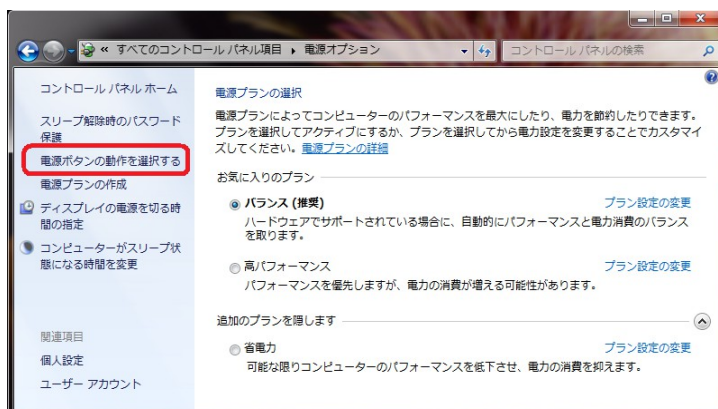 « すべてのコントロール パネル項目 ▸ 電源オプション
コントロール パネルの検索
コントロール パネル ホーム
スリープ解除時のパスワード
保護
電源ボタンの動作を選択する
電源プランの作成
ディスプレイの電源を切る時
間の指定
コンピューターがスリープ状
態になる時間を変更
関連項目
個人設定
ユーザー アカウント
電源プランの選択
電源プランによってコンピューターのパフォーマンスを最大にしたり、電力を節約したりできます。
プランを選択してアクティブにするか、プランを選択してから電力設定を変更することでカスタマイ
ズしてください。電源プランの詳細
お気に入りのプラン
バランス (推奨) プラン設定の変更
ハードウェアでサポートされている場合に、自動的にパフォーマンスと電力消費のバランス
を取ります。
高パフォーマンス プラン設定の変更
パフォーマンスを優先しますが、電力の消費が増える可能性があります。
追加のプランを隠します
省電力 プラン設定の変更
可能な限りコンピューターのパフォーマンスを低下させ、電力の消費を抑えます。